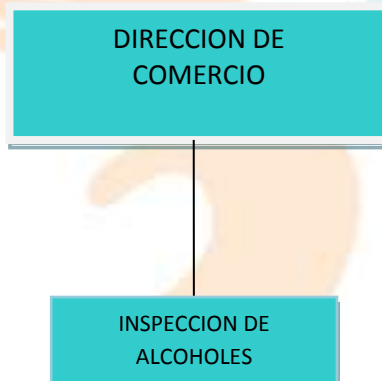 DIRECCION DE
COMERCIO
INSPECCION DE
ALCOHOLES